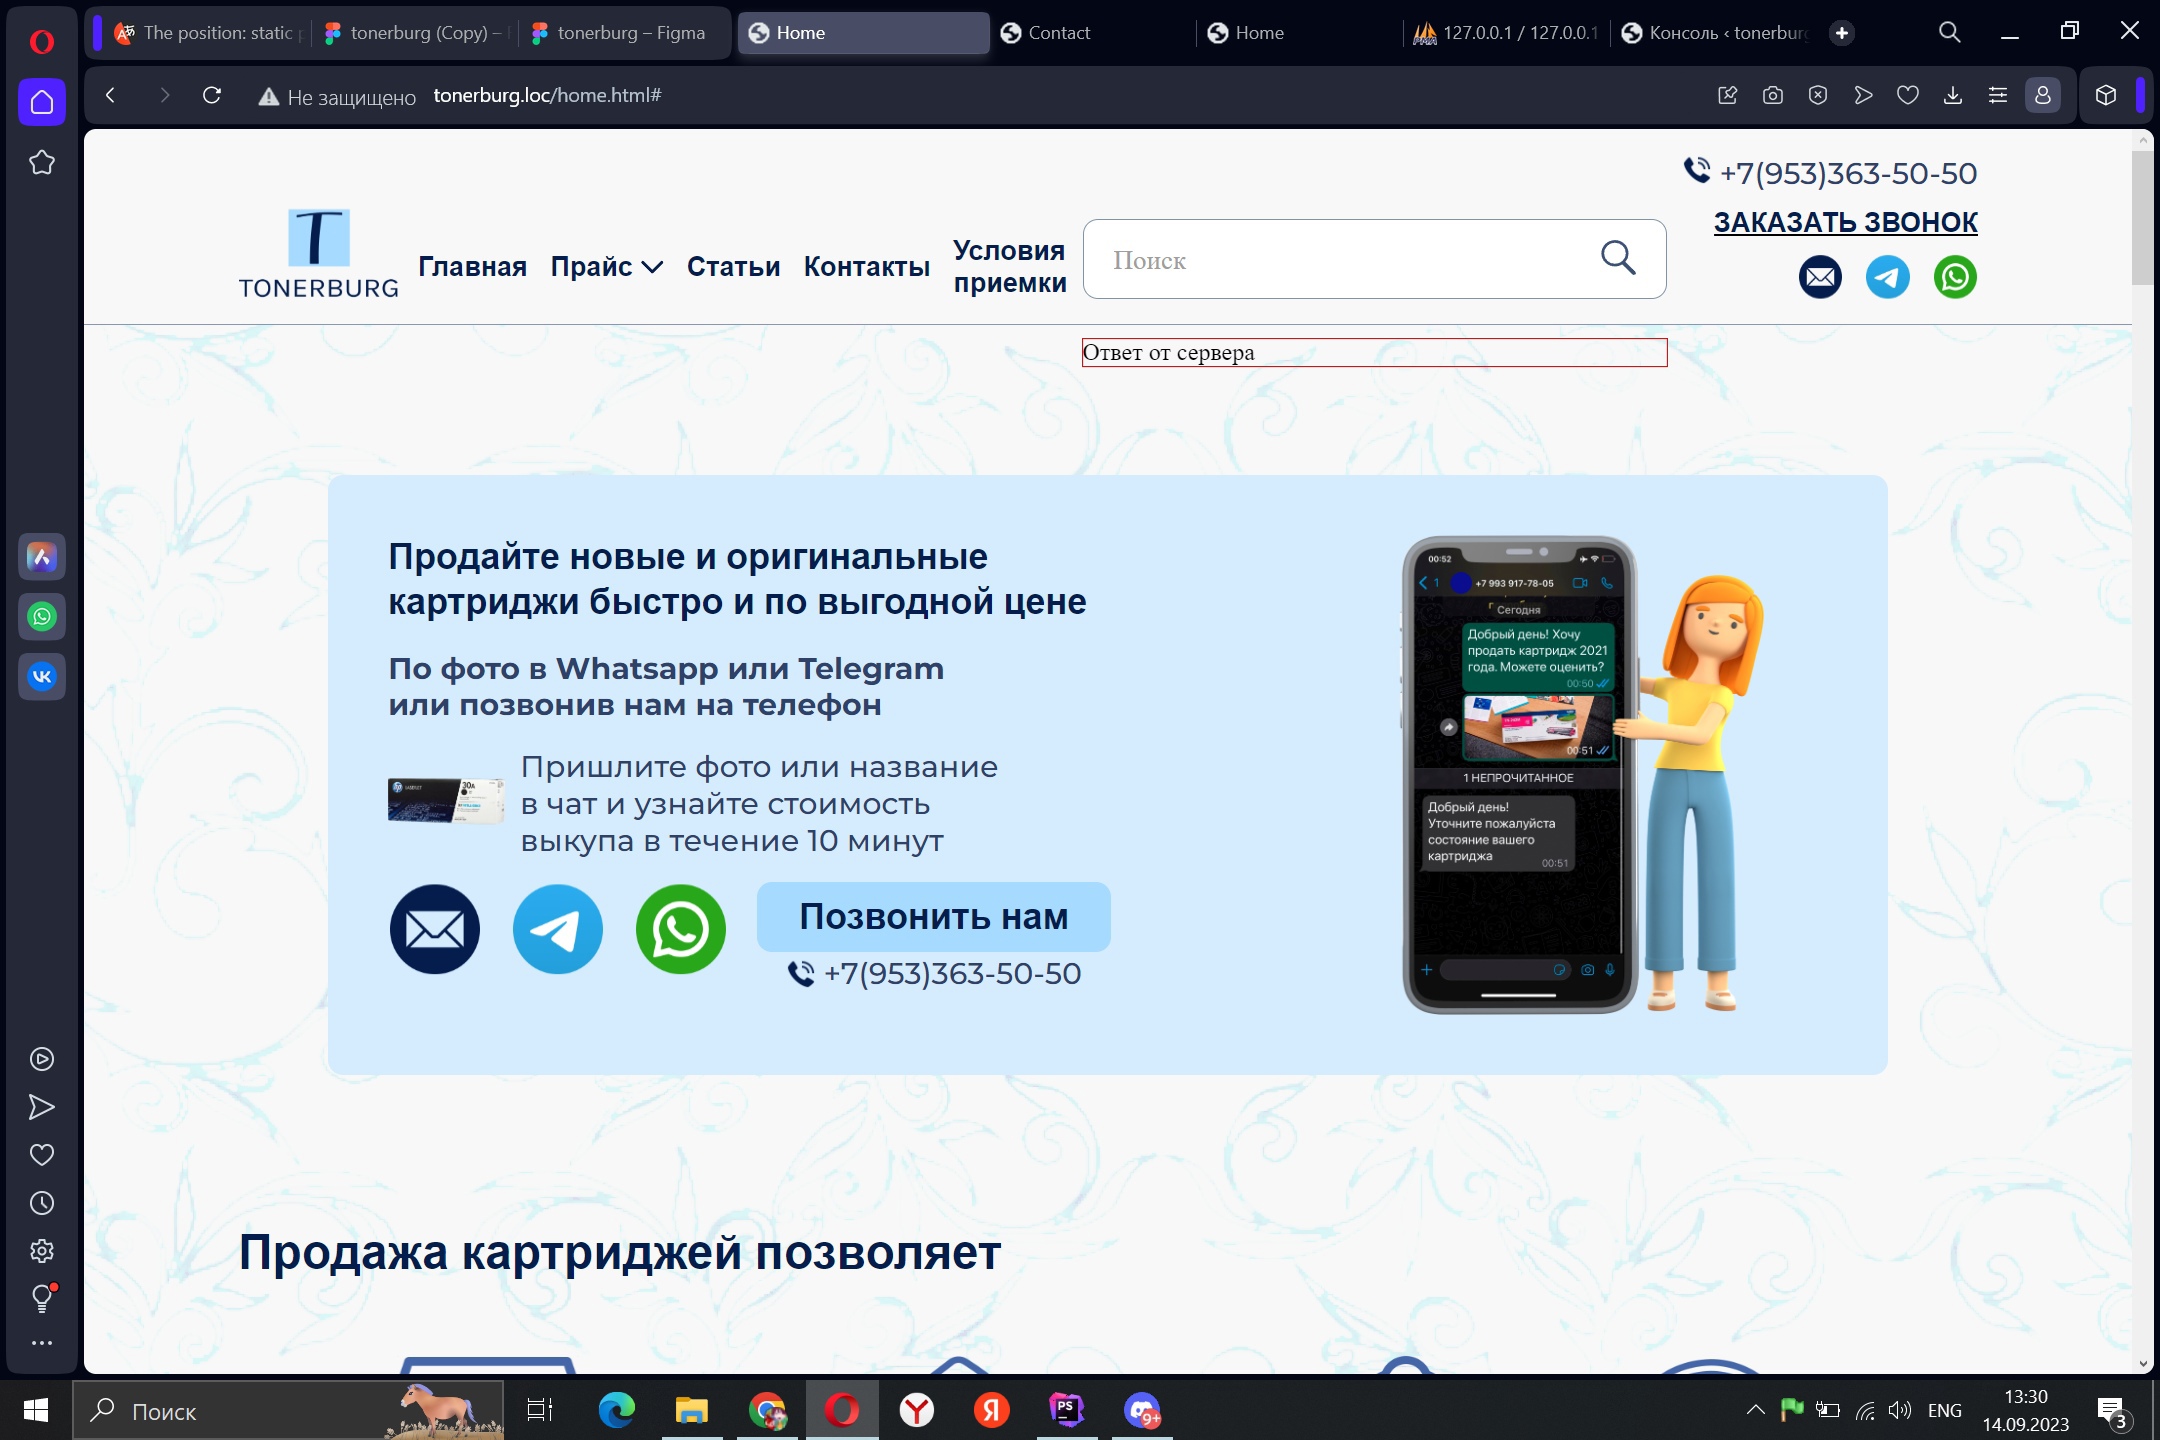 The position: static
tonerburg (Copy) –
tonerburg – Figma
Home
Contact
Home
127.0.0.1 / 127.0.0.1
Консоль ‹ tonerburg
Не защищено
tonerburg.loc/home.html#
+7(953)363-50-50
ЗАКАЗАТЬ ЗВОНОК
T
TONERBURG
Главная
Прайс
Статьи
Контакты
Условия
приемки
Поиск
Ответ от сервера
Продайте новые и оригинальные
картриджи быстро и по выгодной цене
По фото в Whatsapp или Telegram
или позвонив нам на телефон
Пришлите фото или название
в чат и узнайте стоимость
выкупа в течение 10 минут
30A
Позвонить нам
+7(953)363-50-50
00:52
1
+7 993 917-78-05
Сегодня
Добрый день! Хочу
продать картридж 2021
года. Можете оценить?
00:50
00:51
1 НЕПРОЧИТАННОЕ
Добрый день!
Уточните пожалуйста
состояние вашего
картриджа
00:51
Продажа картриджей позволяет
Поиск
PS
9+
ENG
13:30
14.09.2023
3